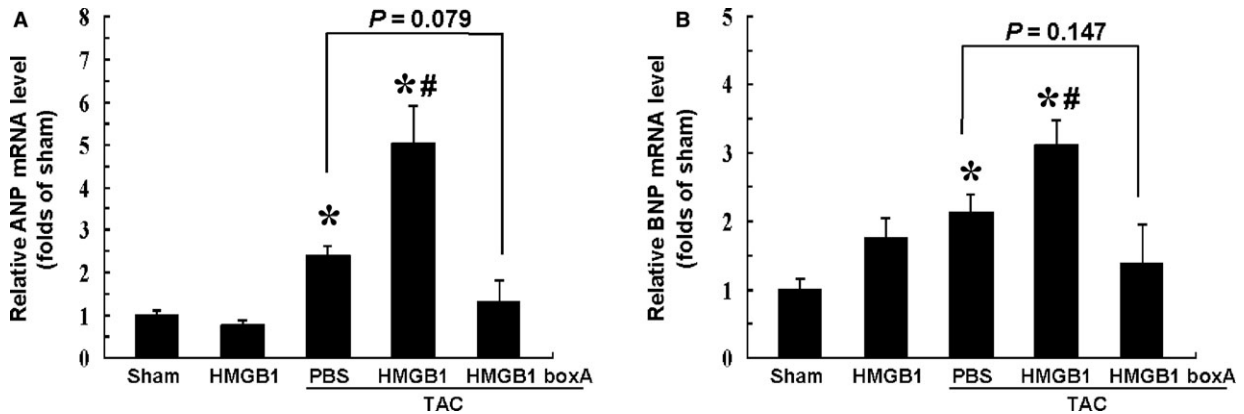 A
Relative ANP mRNA level
(folds of sham)
8
7
6
5
4
3
2
1
0
P = 0.079
*
*#
Sham
HMGB1
PBS
HMGB1
HMGB1 boxA
TAC
B
Relative BNP mRNA level
(folds of sham)
5
4
3
2
1
0
P = 0.147
*
*#
Sham
HMGB1
PBS
HMGB1
HMGB1 boxA
TAC